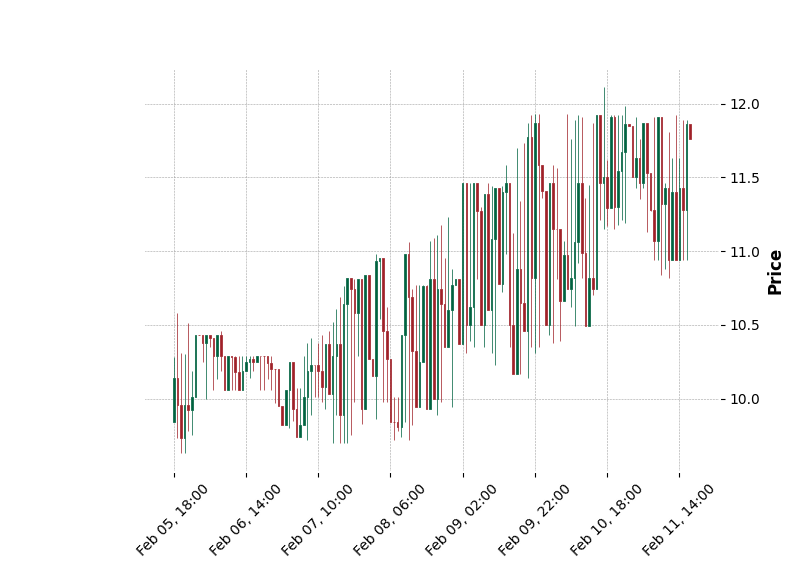 12.0
11.5
11.0
10.5
10.0
Price
Feb 05, 18:00
Feb 06, 14:00
Feb 07, 10:00
Feb 08, 06:00
Feb 09, 02:00
Feb 09, 22:00
Feb 10, 18:00
Feb 11, 14:00